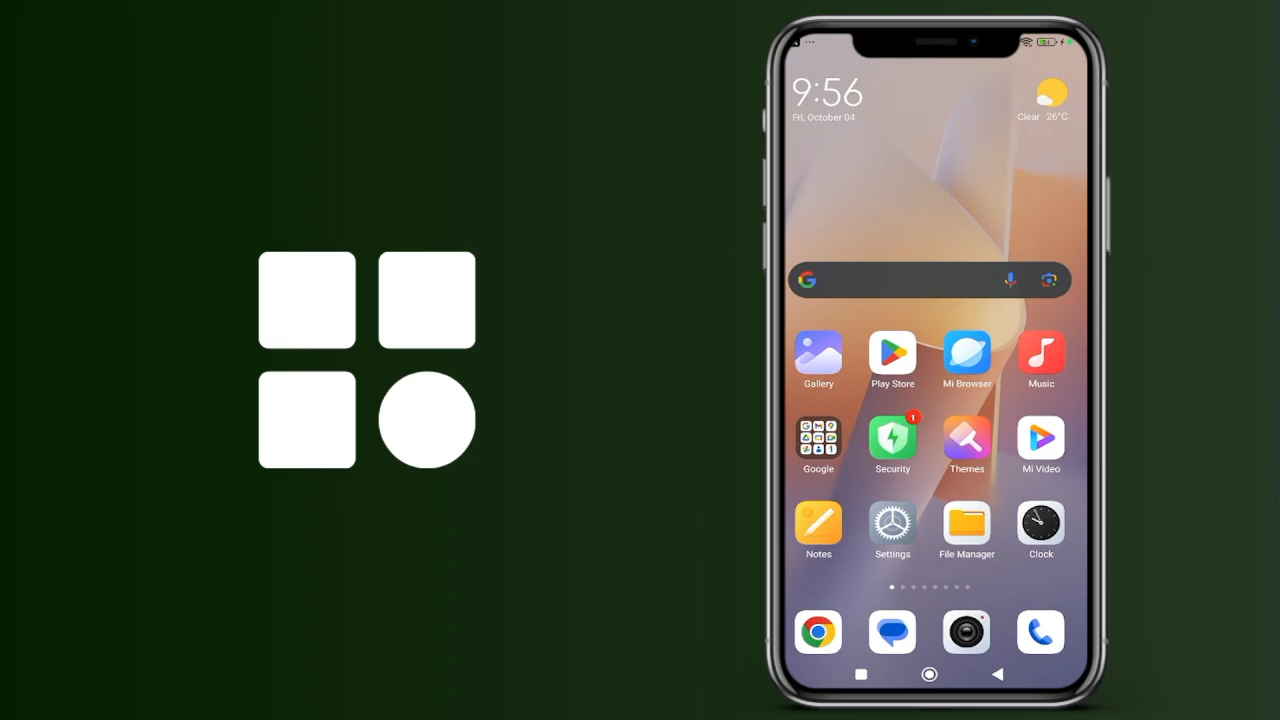 9:56
Fri, October 04
Clear 26°C
Gallery
Play Store
Mi Browser
Music
1
Google
Security
Themes
Mi Video
Notes
Settings
File Manager
Clock